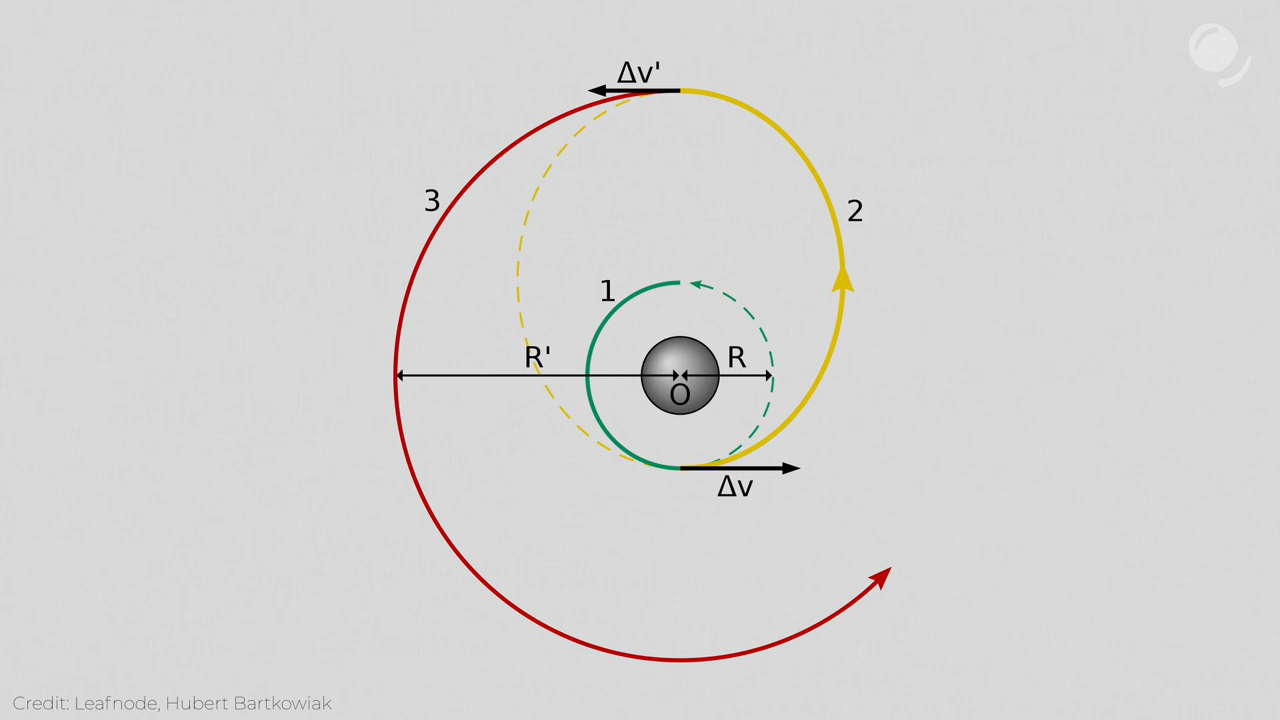 Δv'
3
2
1
R'
R
O
Δv
Credit: Leafnode, Hubert Bartkowiak